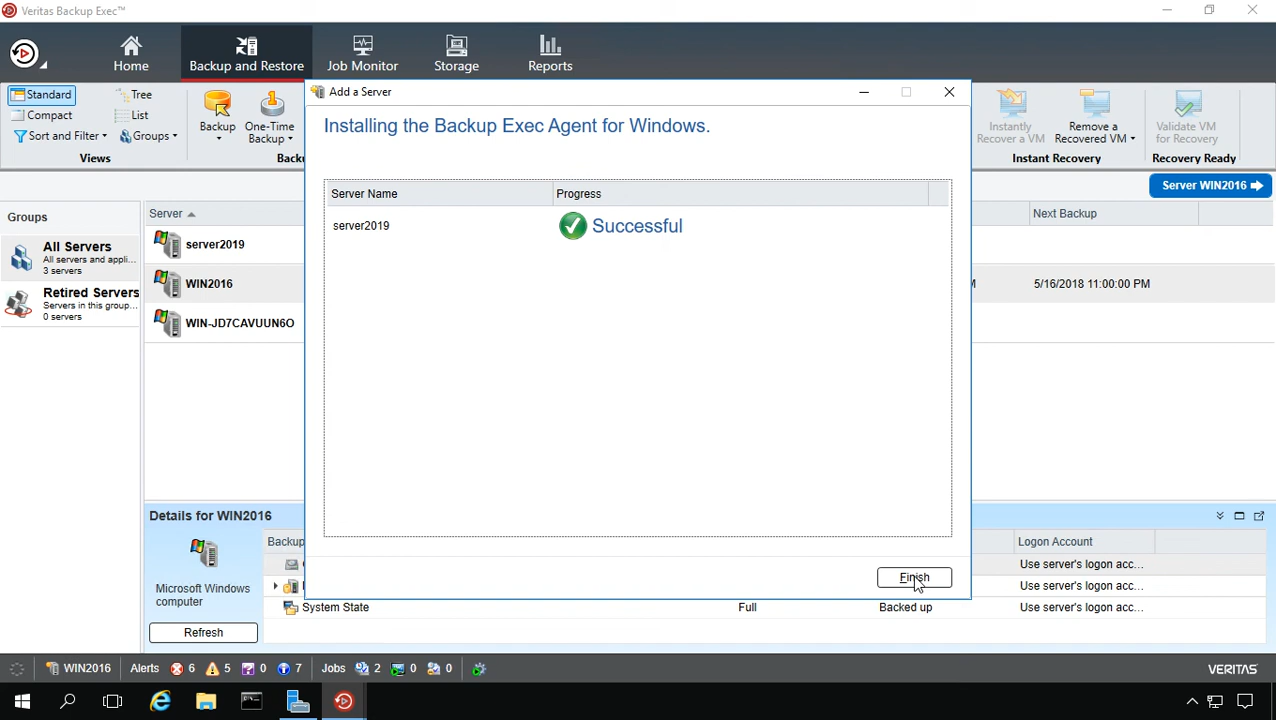 Veritas Backup Exec™
Home
Backup and Restore
Job Monitor
Storage
Reports
Standard
Tree
Compact
List
Sort and Filter
Groups
Views
Backup
One-Time
Backup
Instantly
Recover a VM
Remove a
Recovered VM
Instant Recovery
Validate VM
for Recovery
Recovery Ready
Add a Server
Installing the Backup Exec Agent for Windows.
Server Name
Progress
server2019
Successful
Finish
Server WIN2016
Groups
All Servers
All servers and appli...
3 servers
Retired Servers
Servers in this group...
0 servers
Server
Next Backup
server2019
WIN2016
5/16/2018 11:00:00 PM
WIN-JD7CAVUUN6O
Details for WIN2016
Microsoft Windows
computer
Refresh
Backup
Logon Account
Use server's logon acc...
Use server's logon acc...
System State
Full
Backed up
Use server's logon acc...
WIN2016
Alerts
6
5
0
7
Jobs
2
0
0
VERITAS